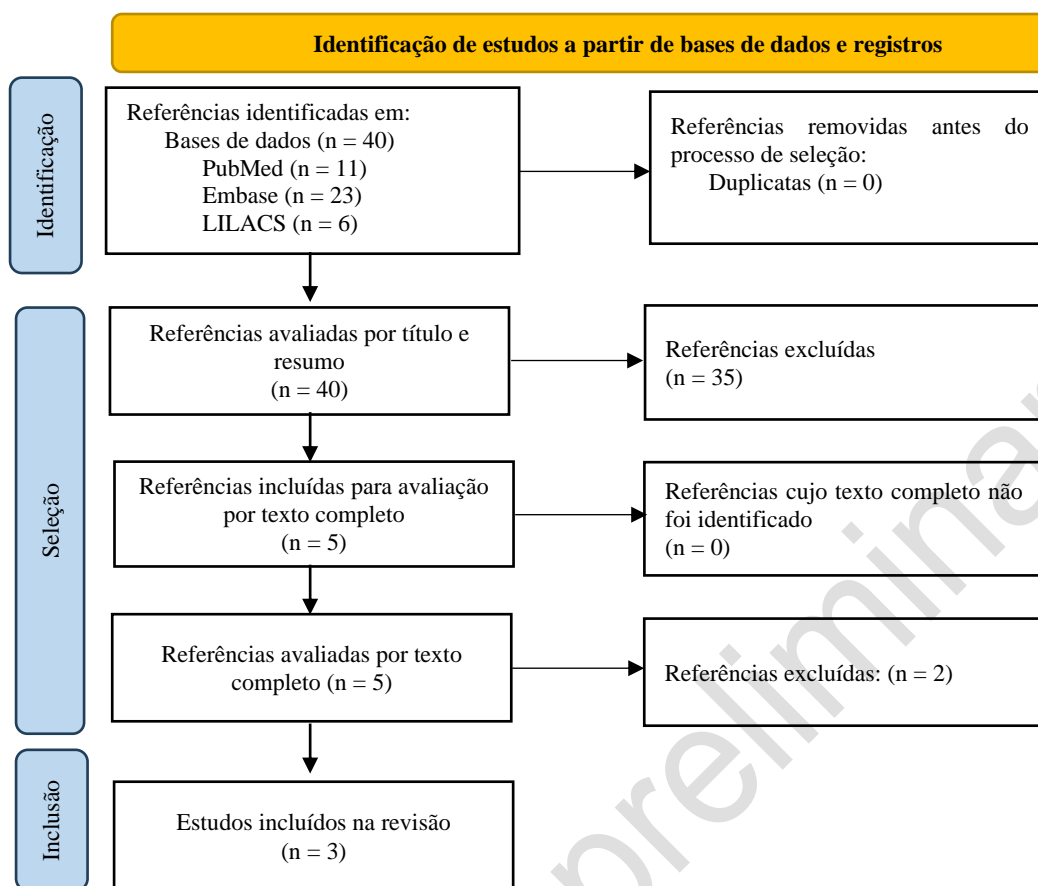 Identificação de estudos a partir de bases de dados e registros
Identificação
Referências identificadas em:
Bases de dados (n = 40)
PubMed (n = 11)
Embase (n = 23)
LILACS (n = 6)
Referências removidas antes do
processo de seleção:
Duplicatas (n = 0)
Seleção
Referências avaliadas por título e
resumo
(n = 40)
Referências excluídas
(n = 35)
Referências incluídas para avaliação
por texto completo
(n = 5)
Referências cujo texto completo não
foi identificado
(n = 0)
Referências avaliadas por texto
completo (n = 5)
Referências excluídas: (n = 2)
Inclusão
Estudos incluídos na revisão
(n = 3)
preliminar